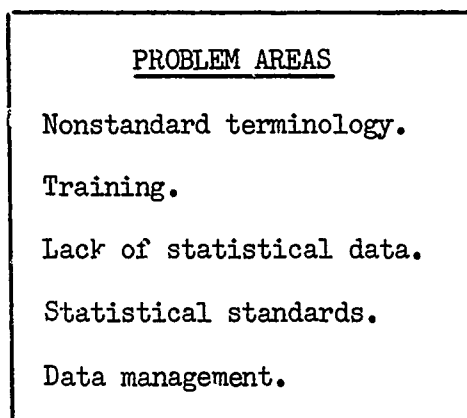 PROBLEM AREAS
Nonstandard terminology.
Training.
Lack of statistical data.
Statistical standards.
Data management.